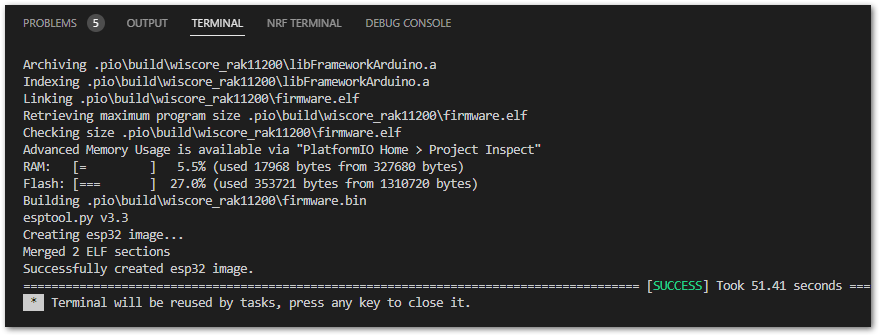 PROBLEMS 5 OUTPUT TERMINAL NRF TERMINAL DEBUG CONSOLE
Archiving .pio\build\wiscore_rak11200\libFrameworkArduino.a
Indexing .pio\build\wiscore_rak11200\libFrameworkArduino.a
Linking .pio\build\wiscore_rak11200\firmware.elf
Retrieving maximum program size .pio\build\wiscore_rak11200\firmware.elf
Checking size .pio\build\wiscore_rak11200\firmware.elf
Advanced Memory Usage is available via "PlatformIO Home > Project Inspect"
RAM:   [=         ]   5.5% (used 17968 bytes from 327680 bytes)
Flash: [===       ]  27.0% (used 353721 bytes from 1310720 bytes)
Building .pio\build\wiscore_rak11200\firmware.bin
esptool.py v3.3
Creating esp32 image...
Merged 2 ELF sections
Successfully created esp32 image.
======================================================================================== [SUCCESS] Took 51.41 seconds ===
* Terminal will be reused by tasks, press any key to close it.